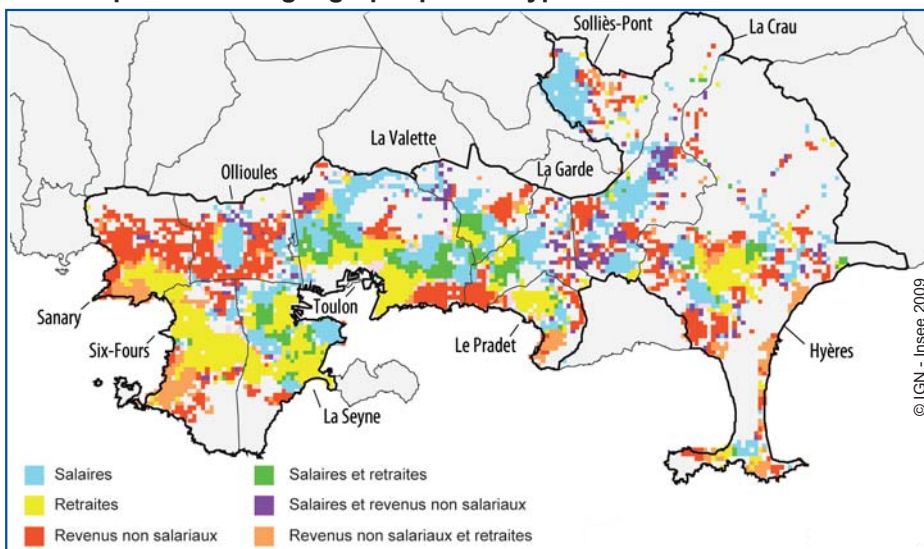 Solliès-Pont
La Crau
La Valette
Ollioules
La Garde
Toulon
Sanary
Six-Fours
Le Pradet
Hyères
La Seyne
© IGN - Insee 2009
Salaires
Salaires et retraites
Retraites
Salaires et revenus non salariaux
Revenus non salariaux
Revenus non salariaux et retraites